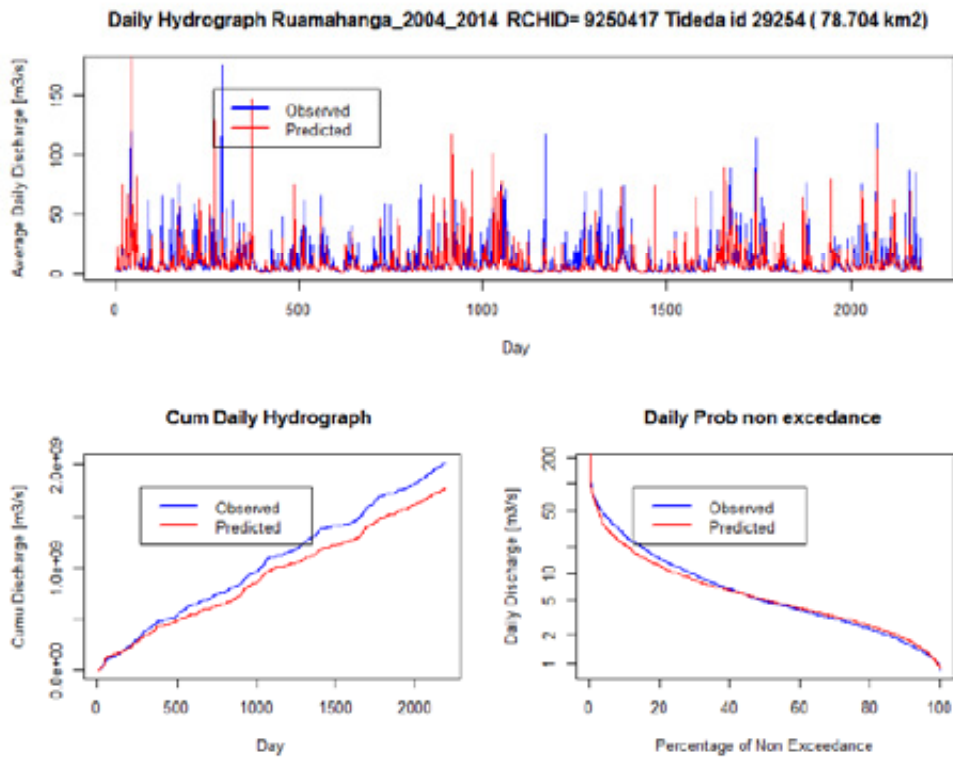 Daily Hydrograph Ruamahanga_2004_2014 RCHID= 9250417 Tideda id 29254 ( 78.704 km2)
Average Daily Discharge [m3/s]
150
100
50
0
Observed
Predicted
0 500 1000 1500 2000
Day
Cum Daily Hydrograph
Cumu Discharge [m3/s]
2.0e+09
1.0e+09
0.0e+00
Observed
Predicted
0 500 1000 1500 2000
Day
Daily Prob non excedance
Daily Discharge [m3/s]
200
50
10
5
2
1
Observed
Predicted
0 20 40 60 80 100
Percentage of Non Exceedance